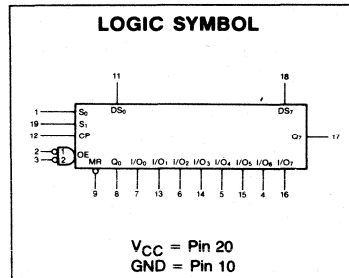 LOGIC SYMBOL
11 18
DS₀ DS₇
1 S₀
19 S₁
12 CP
Q₇ 17
2 1 OE
3 2
MR Q₀ I/O₀ I/O₁ I/O₂ I/O₃ I/O₄ I/O₅ I/O₆ I/O₇
9 8 7 13 6 14 5 15 4 16
VCC = Pin 20
GND = Pin 10